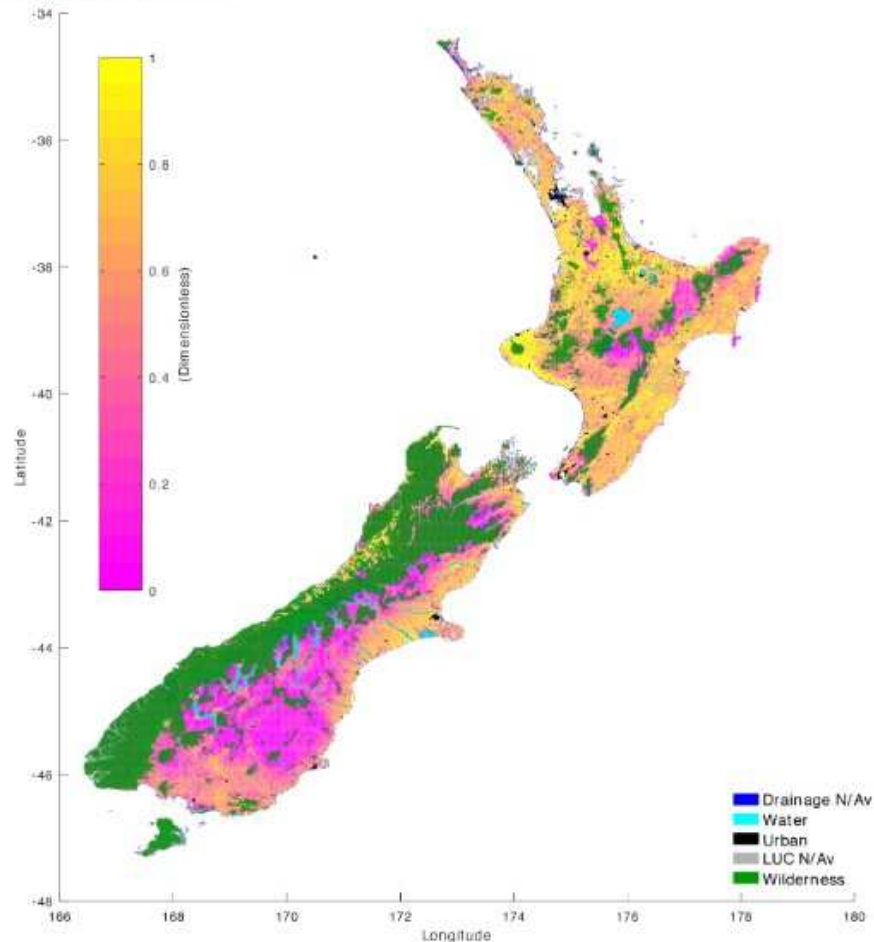 -34
-36
-38
-40
-42
-44
-46
-48
Latitude
1
0.8
0.6
0.4
0.2
0
(Dimensionless)
Drainage N/Av
Water
Urban
LUC N/Av
Wilderness
166 168 170 172 174 176 178 180
Longitude